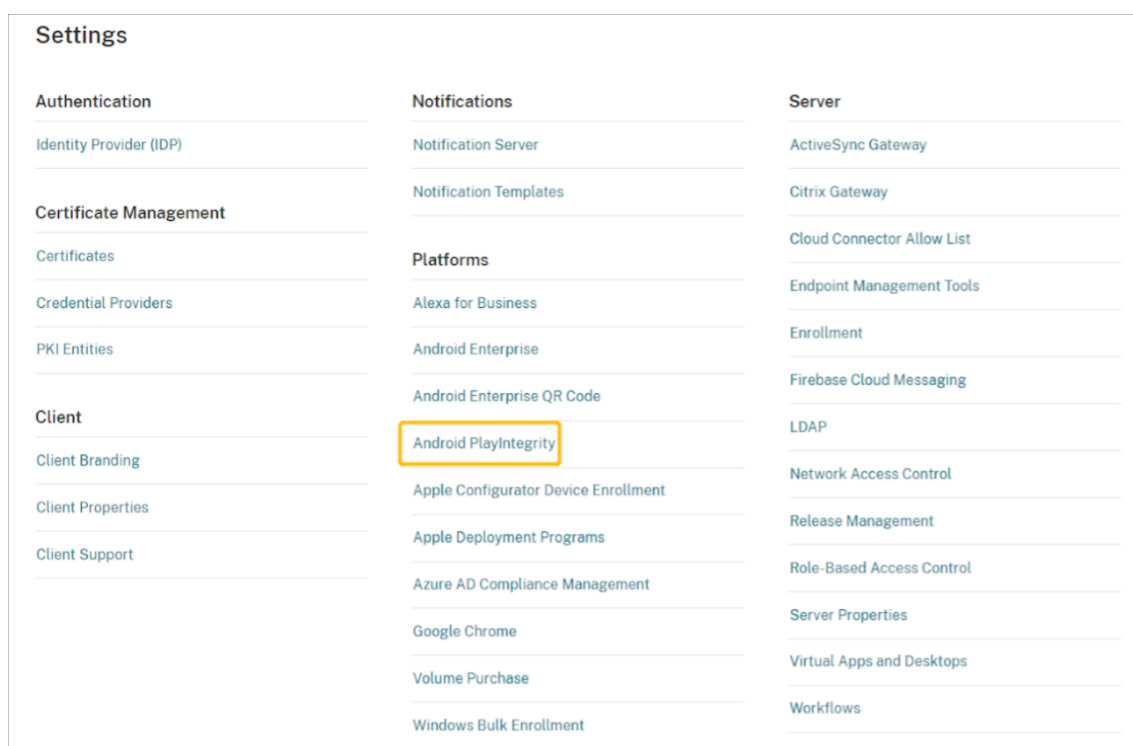 Settings
Authentication
Identity Provider (IDP)
Certificate Management
Certificates
Credential Providers
PKI Entities
Client
Client Branding
Client Properties
Client Support
Notifications
Notification Server
Notification Templates
Platforms
Alexa for Business
Android Enterprise
Android Enterprise QR Code
Android PlayIntegrity
Apple Configurator Device Enrollment
Apple Deployment Programs
Azure AD Compliance Management
Google Chrome
Volume Purchase
Windows Bulk Enrollment
Server
ActiveSync Gateway
Citrix Gateway
Cloud Connector Allow List
Endpoint Management Tools
Enrollment
Firebase Cloud Messaging
LDAP
Network Access Control
Release Management
Role-Based Access Control
Server Properties
Virtual Apps and Desktops
Workflows